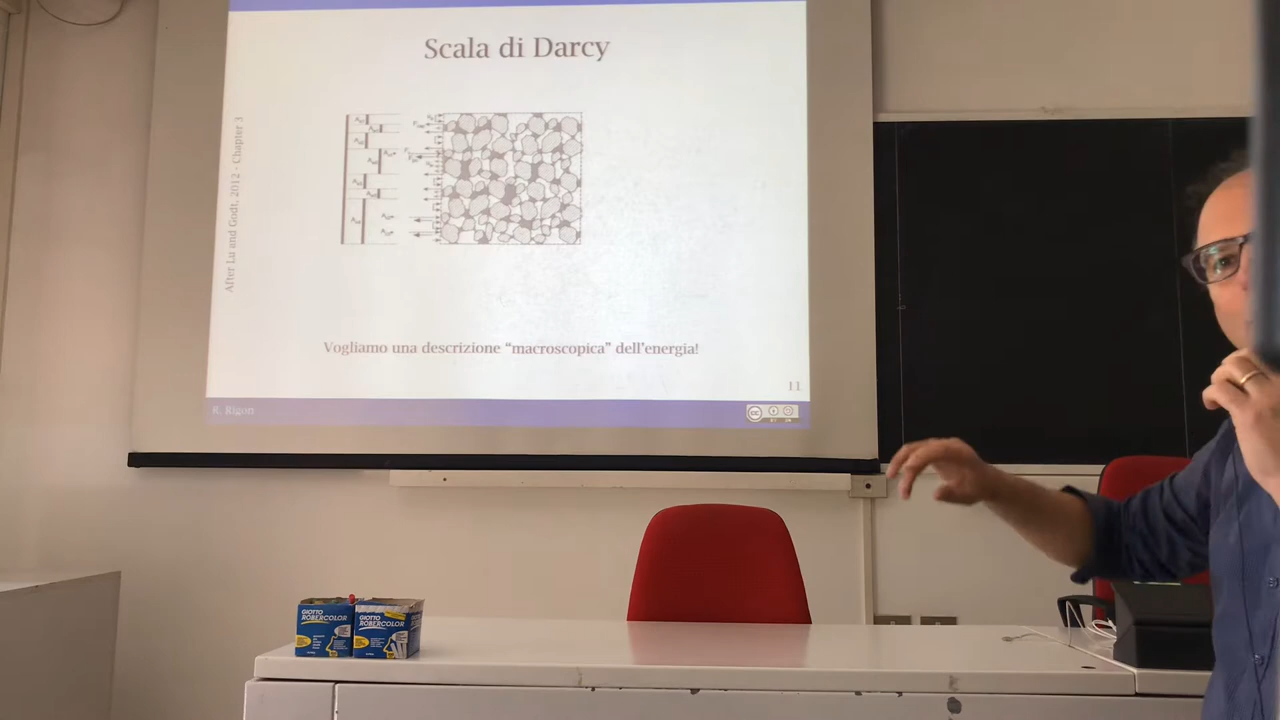 Scala di Darcy
After Lu and Godt, 2012 - Chapter 3
Vogliamo una descrizione “macroscopica” dell'energia!
11
R. Rigon
cc
GIOTTO
ROBERCOLOR
GIOTTO
ROBERCOLOR